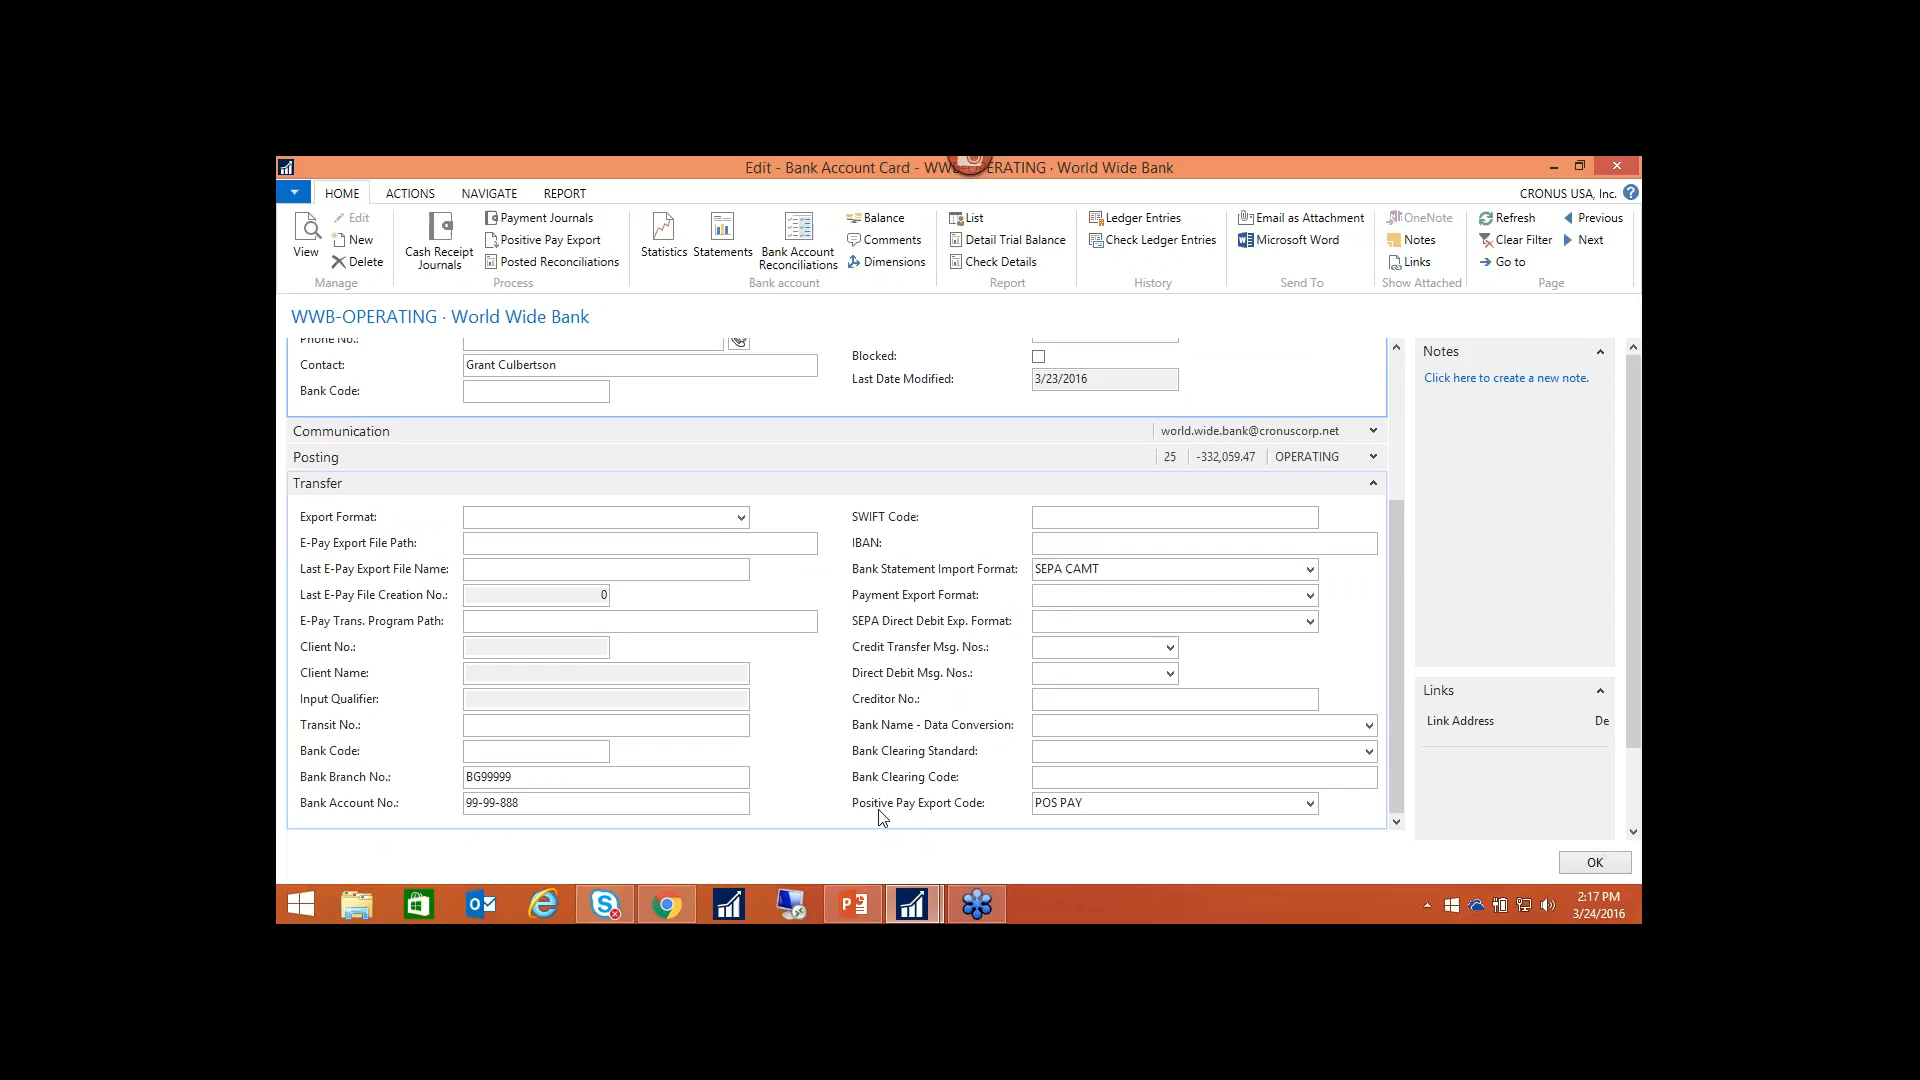 Edit - Bank Account Card - WWB-OPERATING · World Wide Bank
HOME ACTIONS NAVIGATE REPORT CRONUS USA, Inc. ?
View
Edit
New
Delete
Manage
Cash Receipt
Journals
Payment Journals
Positive Pay Export
Posted Reconciliations
Process
Statistics
Statements
Bank Account
Reconciliations
Balance
Comments
Dimensions
Bank account
List
Detail Trial Balance
Check Details
Report
Ledger Entries
Check Ledger Entries
History
Email as Attachment
Microsoft Word
Send To
OneNote
Notes
Links
Show Attached
Refresh
Clear Filter
Go to
Previous
Next
Page
WWB-OPERATING · World Wide Bank
Phone No.:
Contact: Grant Culbertson
Bank Code:
Blocked:
Last Date Modified: 3/23/2016
Communication world.wide.bank@cronuscorp.net
Posting 25 -332,059.47 OPERATING
Transfer
Export Format:
E-Pay Export File Path:
Last E-Pay Export File Name:
Last E-Pay File Creation No.: 0
E-Pay Trans. Program Path:
Client No.:
Client Name:
Input Qualifier:
Transit No.:
Bank Code:
Bank Branch No.: BG99999
Bank Account No.: 99-99-888
SWIFT Code:
IBAN:
Bank Statement Import Format: SEPA CAMT
Payment Export Format:
SEPA Direct Debit Exp. Format:
Credit Transfer Msg. Nos.:
Direct Debit Msg. Nos.:
Creditor No.:
Bank Name - Data Conversion:
Bank Clearing Standard:
Bank Clearing Code:
Positive Pay Export Code: POS PAY
Notes
Click here to create a new note.
Links
Link Address De
OK
2:17 PM
3/24/2016